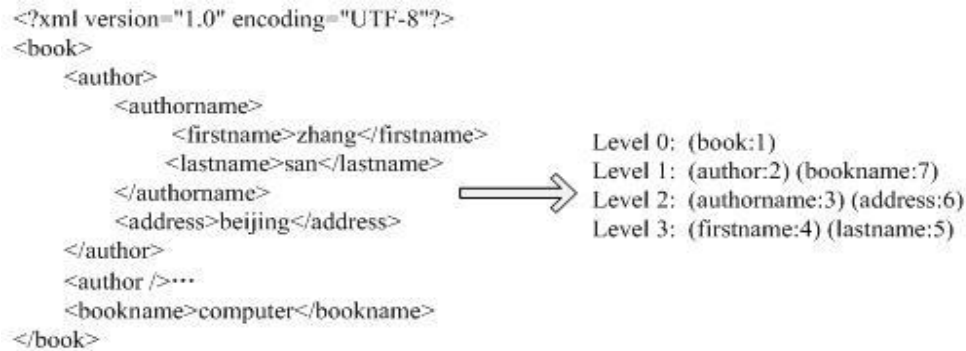 <?xml version="1.0" encoding="UTF-8"?>
<book>
<author>
<authorname>
<firstname>zhang</firstname>
<lastname>san</lastname>
</authorname>
<address>beijing</address>
</author>
<author />···
<bookname>computer</bookname>
</book>
Level 0: (book:1)
Level 1: (author:2) (bookname:7)
Level 2: (authorname:3) (address:6)
Level 3: (firstname:4) (lastname:5)